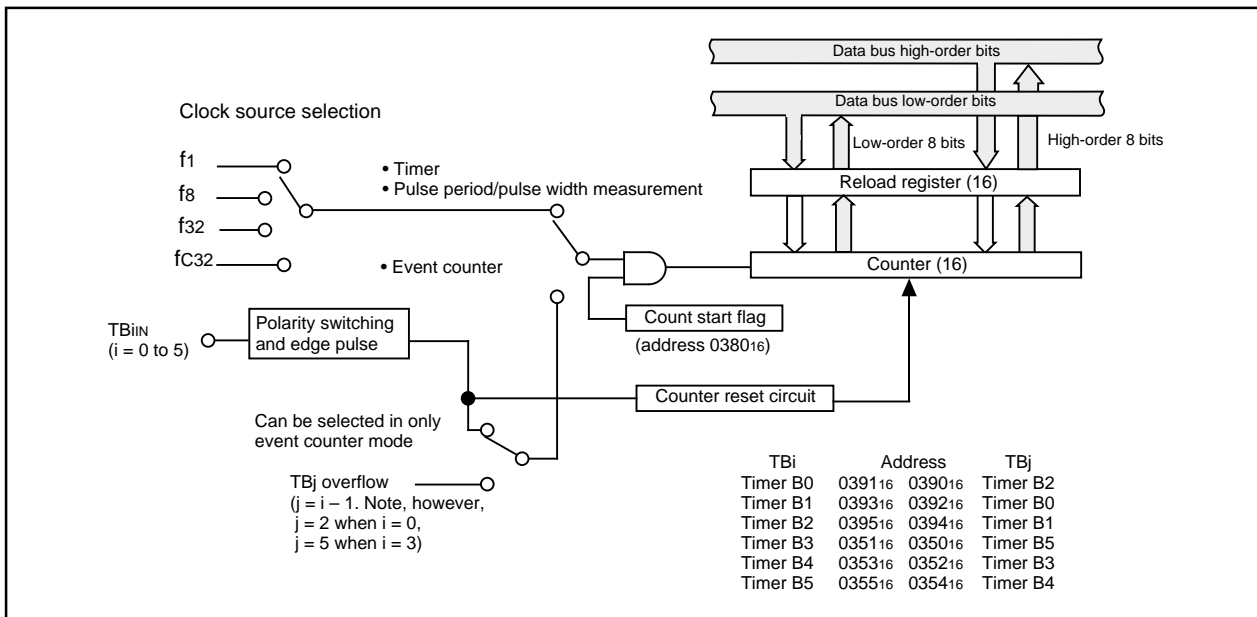 Data bus high-order bits
Data bus low-order bits
Clock source selection
Low-order 8 bits
High-order 8 bits
f1
• Timer
• Pulse period/pulse width measurement
Reload register (16)
f8
f32
fC32
• Event counter
Counter (16)
Count start flag
(address 038016)
TBiIN
(i = 0 to 5)
Polarity switching
and edge pulse
Counter reset circuit
Can be selected in only
event counter mode
TBj overflow
(j = i – 1. Note, however,
j = 2 when i = 0,
j = 5 when i = 3)
TBi Address TBj
Timer B0 039116 039016 Timer B2
Timer B1 039316 039216 Timer B0
Timer B2 039516 039416 Timer B1
Timer B3 035116 035016 Timer B5
Timer B4 035316 035216 Timer B3
Timer B5 035516 035416 Timer B4